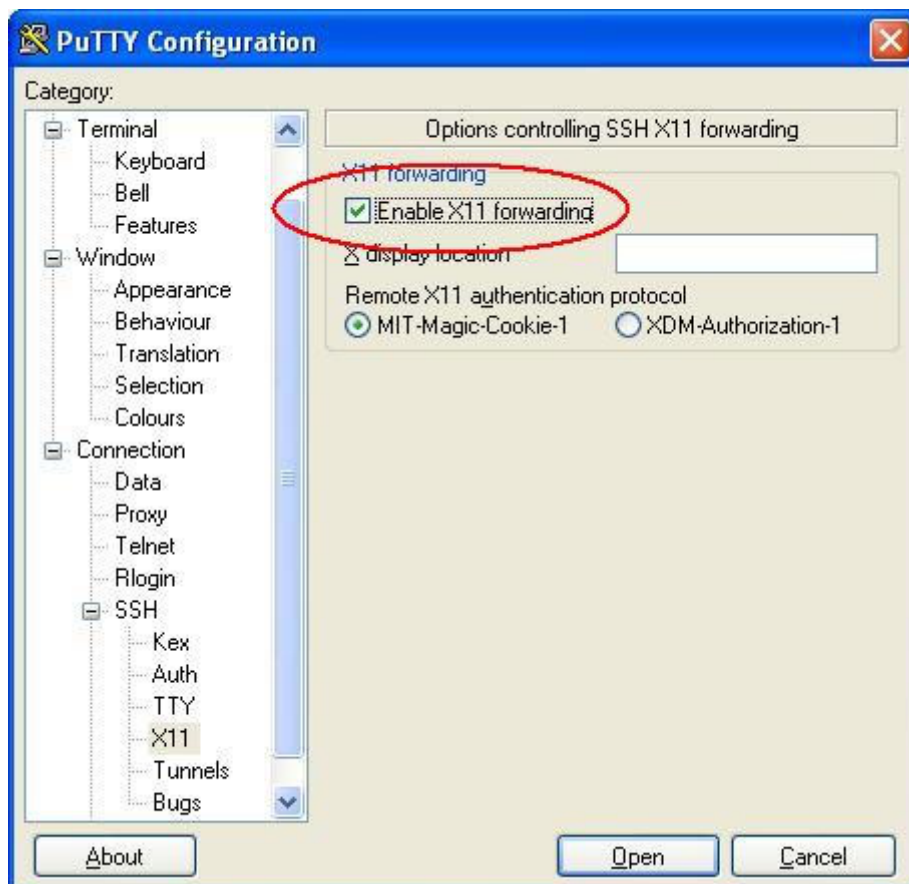 PuTTY Configuration
Category:
Terminal
Keyboard
Bell
Features
Window
Appearance
Behaviour
Translation
Selection
Colours
Connection
Data
Proxy
Telnet
Rlogin
SSH
Kex
Auth
TTY
X11
Tunnels
Bugs
Options controlling SSH X11 forwarding
X11 forwarding
Enable X11 forwarding
X display location
Remote X11 authentication protocol
MIT-Magic-Cookie-1 XDM-Authorization-1
About Open Cancel